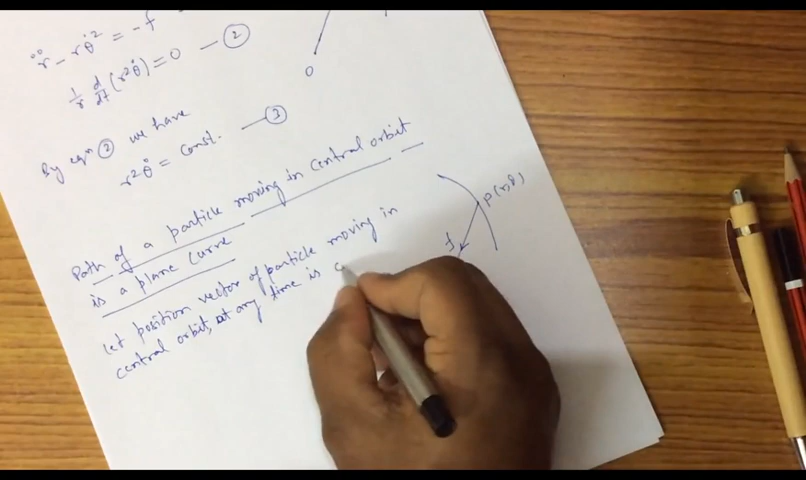 r̈ - rθ̇² = -f
1/r d/dt (r²θ̇) = 0 — ②
O
By eqⁿ ② we have
r²θ̇ = const. — ③
Path of a particle moving in central orbit
is a plane curve
P(r,θ)
f
Let position vector of particle moving in
central orbit, at any time is